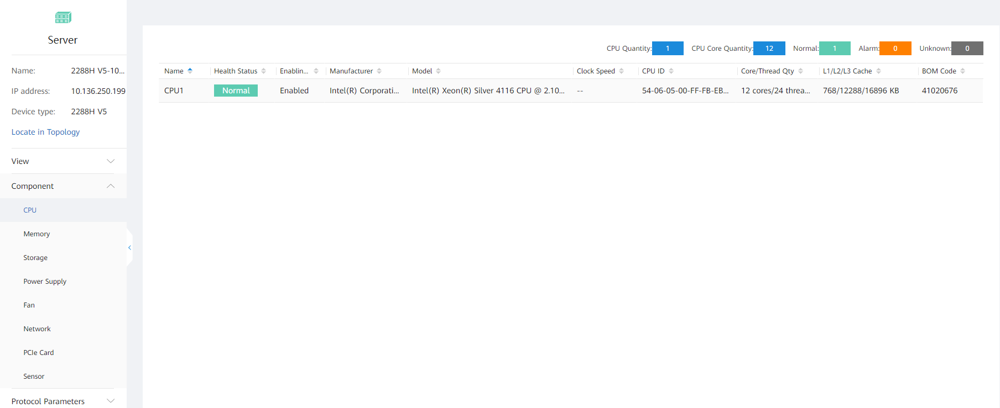 Server
Name: 2288H V5-10...
IP address: 10.136.250.199
Device type: 2288H V5
Locate in Topology
View
Component
CPU
Memory
Storage
Power Supply
Fan
Network
PCIe Card
Sensor
Protocol Parameters
CPU Quantity: 1 CPU Core Quantity: 12 Normal: 1 Alarm: 0 Unknown: 0
Name Health Status Enablin... Manufacturer Model Clock Speed CPU ID Core/Thread Qty L1/L2/L3 Cache BOM Code
CPU1 Normal Enabled Intel(R) Corporati... Intel(R) Xeon(R) Silver 4116 CPU @ 2.10... -- 54-06-05-00-FF-FB-EB... 12 cores/24 threa... 768/12288/16896 KB 41020676